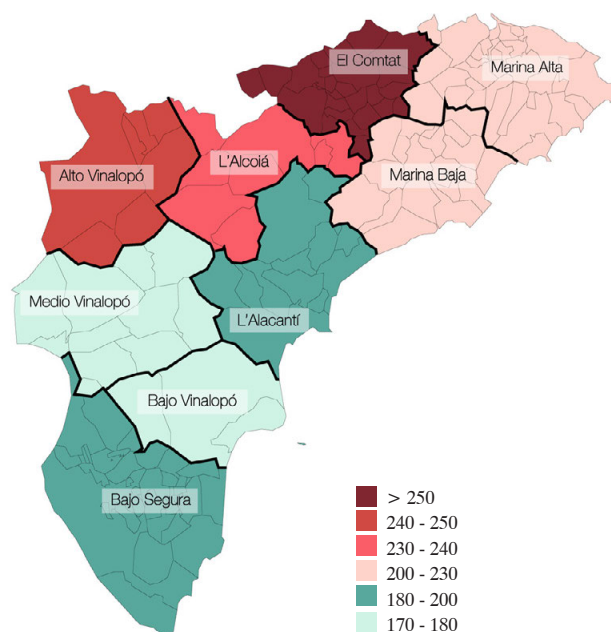 El Comtat
Marina Alta
L'Alcoiá
Alto Vinalopó
Marina Baja
Medio Vinalopó
L'Alacantí
Bajo Vinalopó
Bajo Segura
> 250
240 - 250
230 - 240
200 - 230
180 - 200
170 - 180